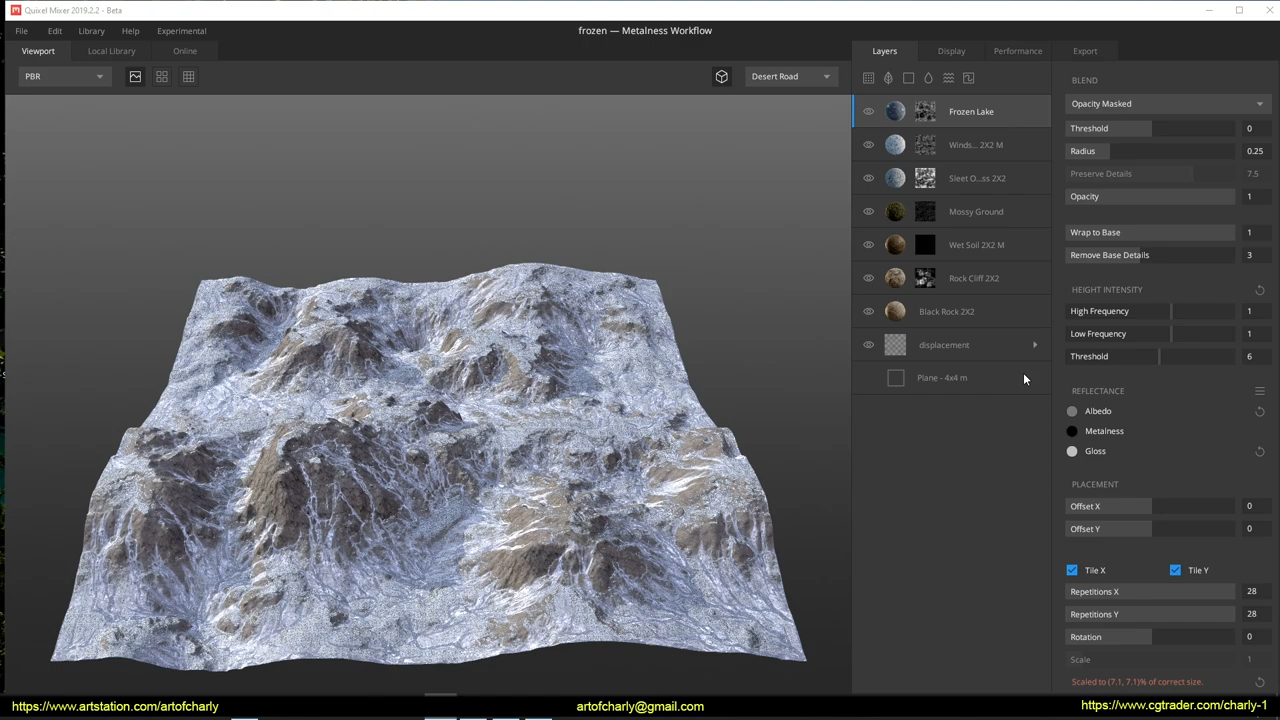 Quixel Mixer 2019.2.2 - Beta
File Edit Library Help Experimental
frozen — Metalness Workflow
Viewport Local Library Online
Layers Display Performance Export
PBR
Desert Road
Frozen Lake
Winds... 2X2 M
Sleet O...ss 2X2
Mossy Ground
Wet Soil 2X2 M
Rock Cliff 2X2
Black Rock 2X2
displacement
Plane - 4x4 m
BLEND
Opacity Masked
Threshold 0
Radius 0.25
Preserve Details 7.5
Opacity 1
Wrap to Base 1
Remove Base Details 3
HEIGHT INTENSITY
High Frequency 1
Low Frequency 1
Threshold 6
REFLECTANCE
Albedo
Metalness
Gloss
PLACEMENT
Offset X 0
Offset Y 0
Tile X Tile Y
Repetitions X 28
Repetitions Y 28
Rotation 0
Scale 1
Scaled to (7.1, 7.1)% of correct size.
https://www.artstation.com/artofcharly artofcharly@gmail.com https://www.cgtrader.com/charly-1